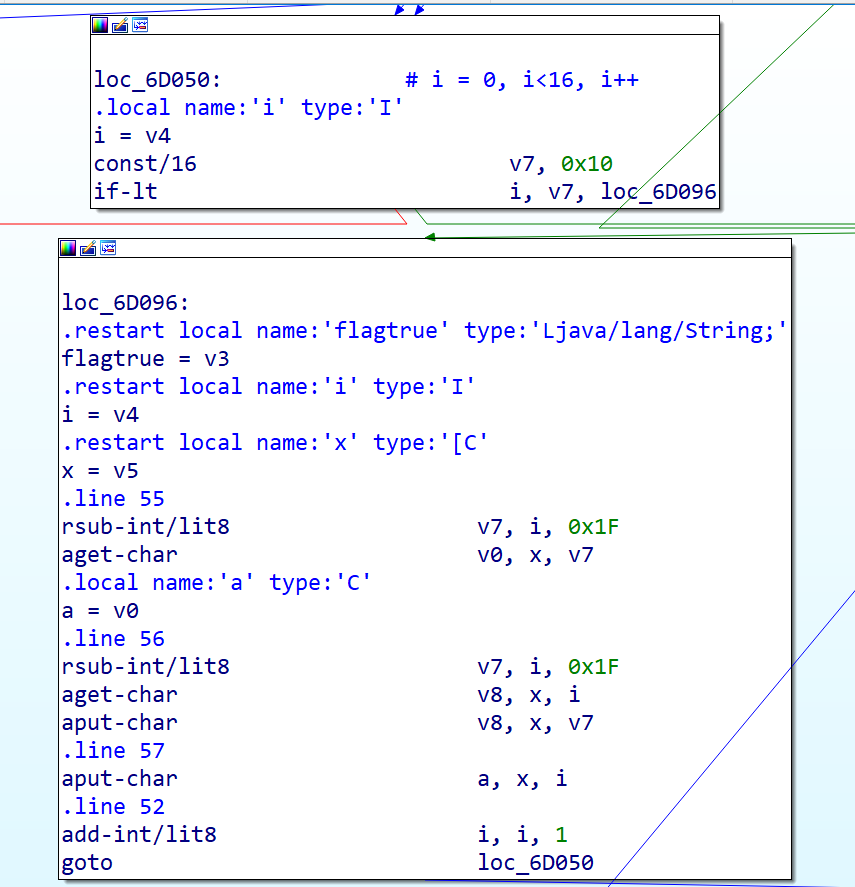 loc_6D050: # i = 0, i<16, i++
.local name:'i' type:'I'
i = v4
const/16 v7, 0x10
if-lt i, v7, loc_6D096
loc_6D096:
.restart local name:'flagtrue' type:'Ljava/lang/String;'
flagtrue = v3
.restart local name:'i' type:'I'
i = v4
.restart local name:'x' type:'[C'
x = v5
.line 55
rsub-int/lit8 v7, i, 0x1F
aget-char v0, x, v7
.local name:'a' type:'C'
a = v0
.line 56
rsub-int/lit8 v7, i, 0x1F
aget-char v8, x, i
aput-char v8, x, v7
.line 57
aput-char a, x, i
.line 52
add-int/lit8 i, i, 1
goto loc_6D050